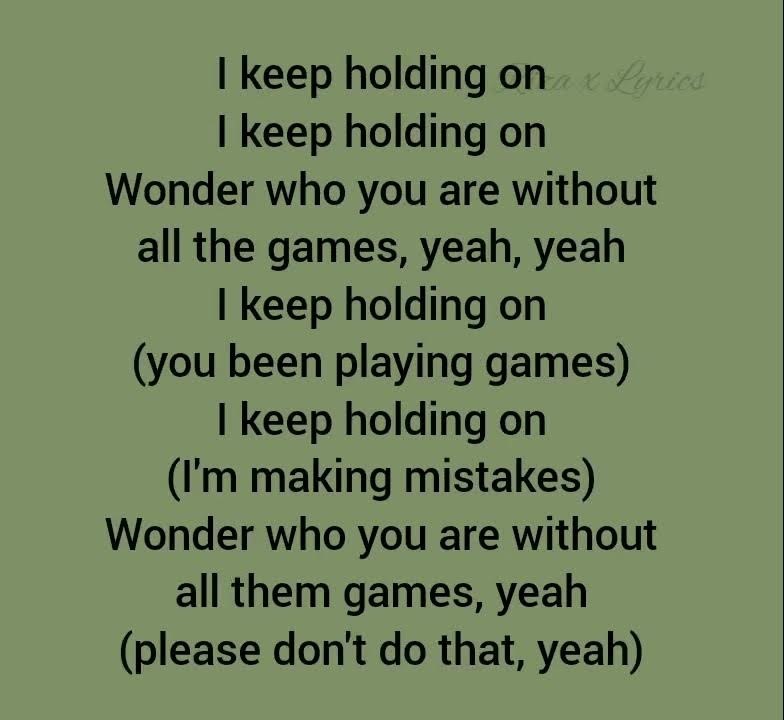 I keep holding on
I keep holding on
Wonder who you are without
all the games, yeah, yeah
I keep holding on
(you been playing games)
I keep holding on
(I'm making mistakes)
Wonder who you are without
all them games, yeah
(please don't do that, yeah)
x Lyrics